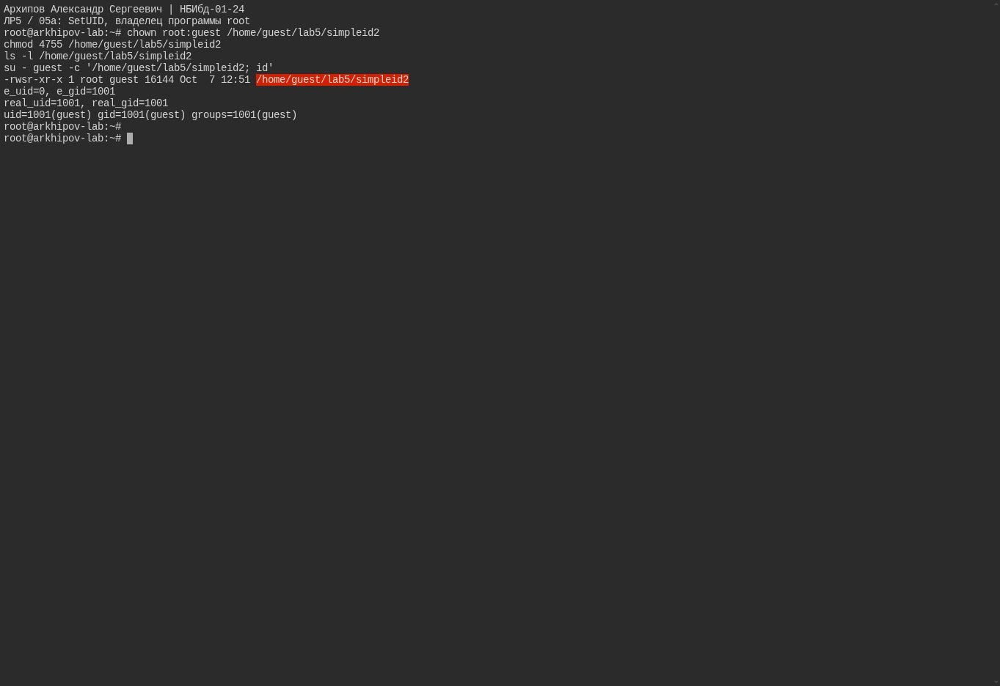 Архипов Александр Сергеевич | НБИбд-01-24
ЛР5 / 05a: SetUID, владелец программы root
root@arkhipov-lab:~# chown root:guest /home/guest/lab5/simpleid2
chmod 4755 /home/guest/lab5/simpleid2
ls -l /home/guest/lab5/simpleid2
su - guest -c '/home/guest/lab5/simpleid2; id'
-rwsr-xr-x 1 root guest 16144 Oct  7 12:51 /home/guest/lab5/simpleid2
e_uid=0, e_gid=1001
real_uid=1001, real_gid=1001
uid=1001(guest) gid=1001(guest) groups=1001(guest)
root@arkhipov-lab:~#
root@arkhipov-lab:~#